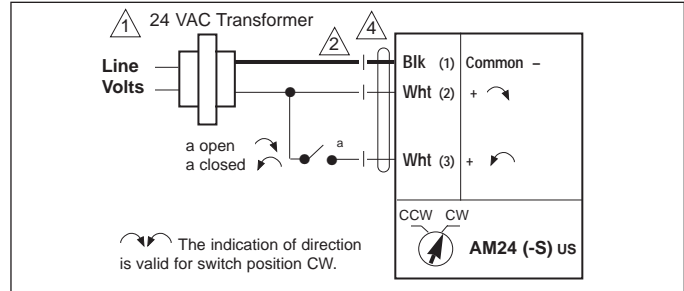 1 24 VAC Transformer
2
4
Line
Volts
Blk (1) Common –
Wht (2) +
a open
a closed
a
Wht (3) +
CCW CW
AM24 (-S) US
The indication of direction
is valid for switch position CW.